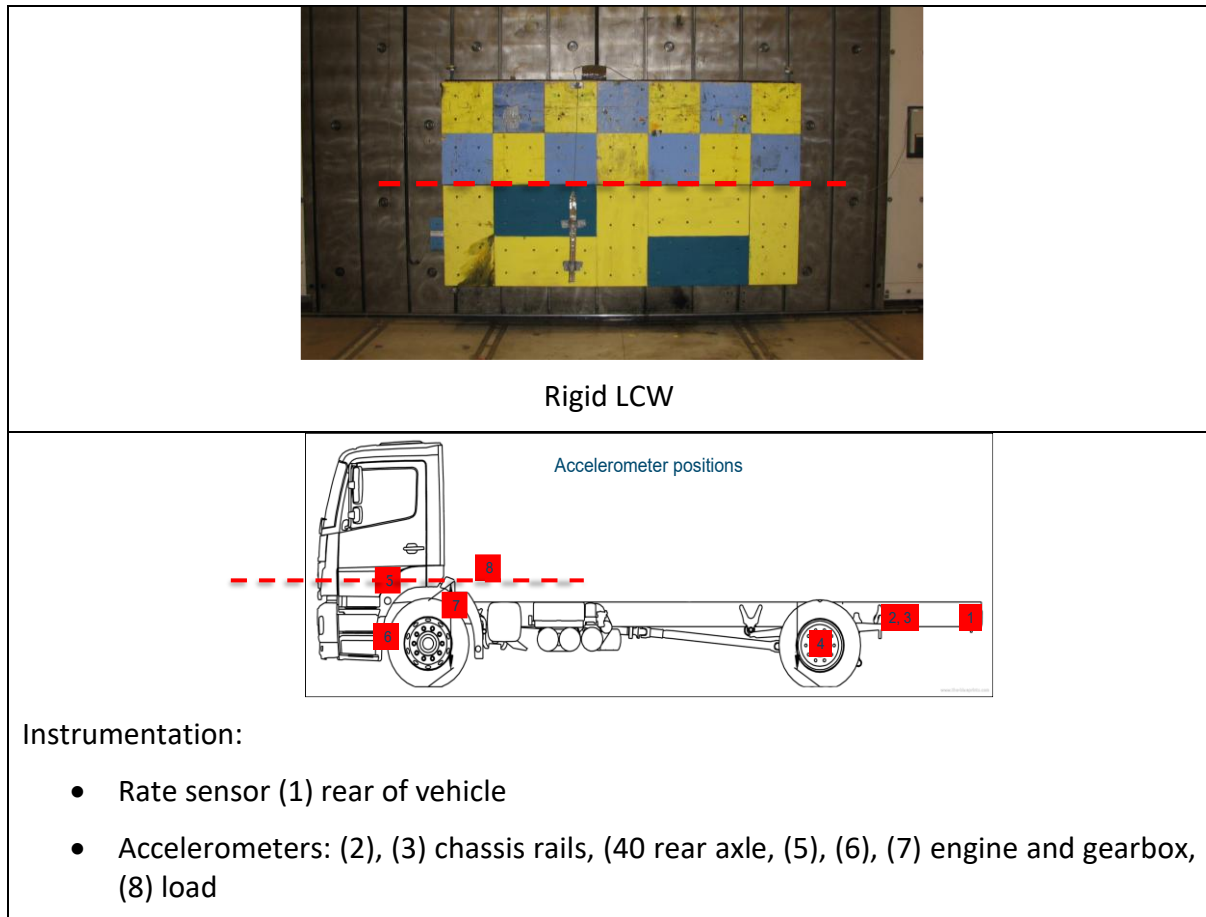 Rigid LCW
Accelerometer positions
8
5
7
6
2, 3
1
4
Instrumentation:
• Rate sensor (1) rear of vehicle
• Accelerometers: (2), (3) chassis rails, (40 rear axle, (5), (6), (7) engine and gearbox,
(8) load